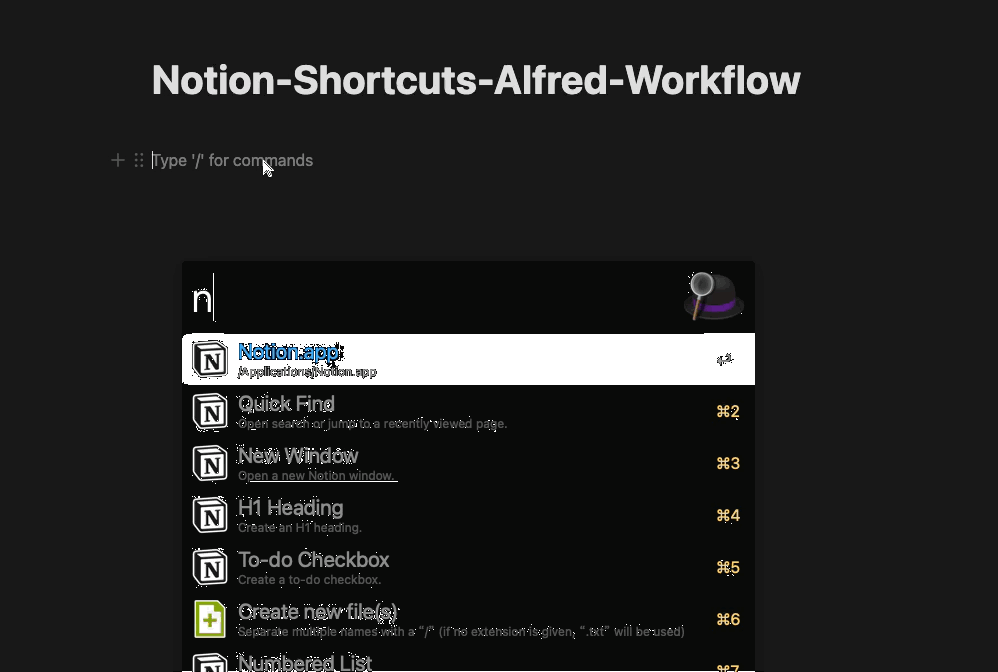 Notion-Shortcuts-Alfred-Workflow
Type '/' for commands
n
Notion.app
/Applications/Notion.app
Quick Find
Open search or jump to a recently viewed page.
⌘2
New Window
Open a new Notion window.
⌘3
H1 Heading
Create an H1 heading.
⌘4
To-do Checkbox
Create a to-do checkbox.
⌘5
Create new file(s)
Separate multiple names with a "/" (if no extension is given, ".txt" will be used)
⌘6
Numbered List
⌘7